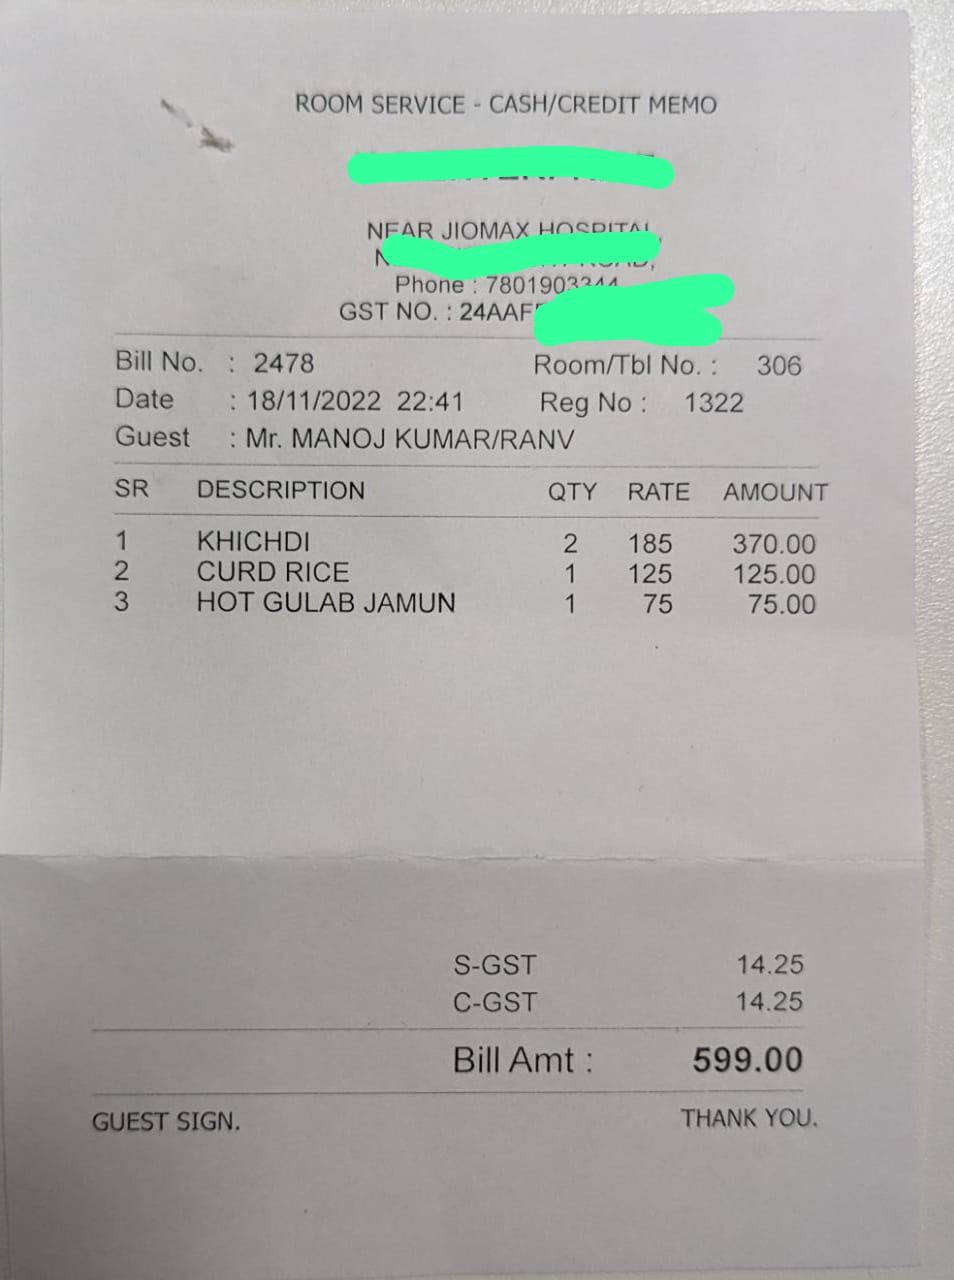 ROOM SERVICE - CASH/CREDIT MEMO
NEAR JIOMAX HOSPITAL,
Phone : 7801903344
GST NO. : 24AAF
Bill No. : 2478 Room/Tbl No. : 306
Date : 18/11/2022 22:41 Reg No : 1322
Guest : Mr. MANOJ KUMAR/RANV
SR DESCRIPTION QTY RATE AMOUNT
1 KHICHDI 2 185 370.00
2 CURD RICE 1 125 125.00
3 HOT GULAB JAMUN 1 75 75.00
S-GST 14.25
C-GST 14.25
Bill Amt : 599.00
GUEST SIGN. THANK YOU.